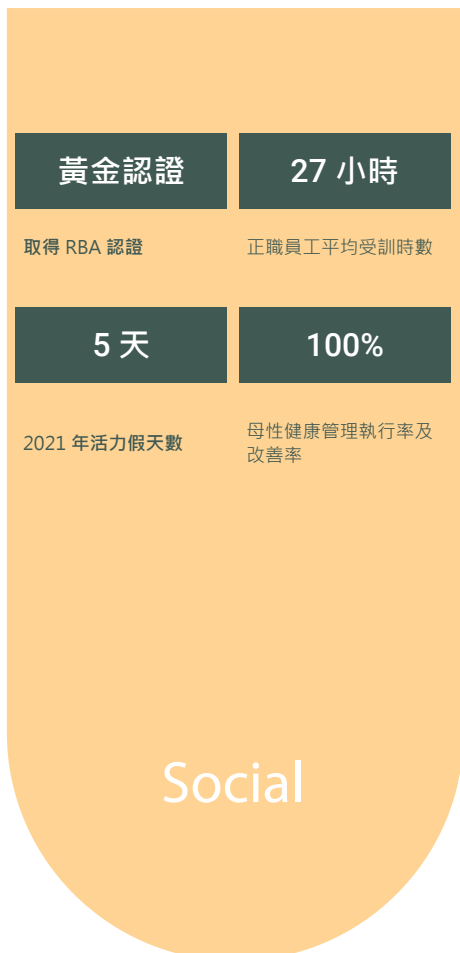 黃金認證
取得 RBA 認證
27 小時
正職員工平均受訓時數
5 天
2021 年活力假天數
100%
母性健康管理執行率及
改善率
Social